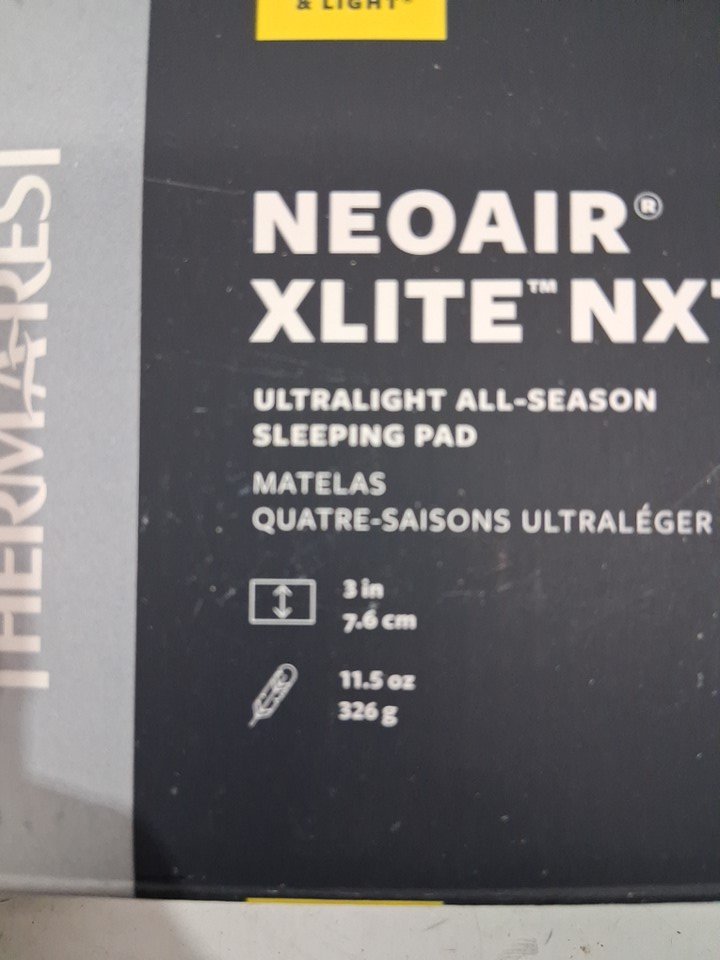 & LIGHT®
THERMAREST
NEOAIR®
XLITE™ NX™
ULTRALIGHT ALL-SEASON
SLEEPING PAD
MATELAS
QUATRE-SAISONS ULTRALÉGER
3 in
7.6 cm
11.5 oz
326 g